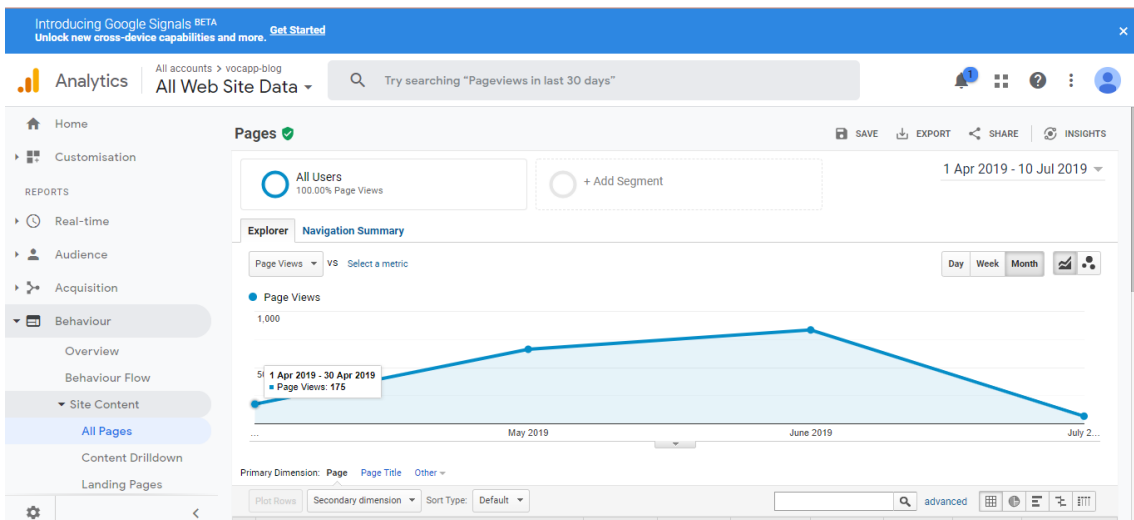 Introducing Google Signals BETA
Unlock new cross-device capabilities and more. Get Started
Analytics
All accounts > vocapp-blog
All Web Site Data
Try searching “Pageviews in last 30 days”
1
Home
Customisation
REPORTS
Real-time
Audience
Acquisition
Behaviour
Overview
Behaviour Flow
Site Content
All Pages
Content Drilldown
Landing Pages
Pages
SAVE EXPORT SHARE INSIGHTS
All Users
100.00% Page Views
+ Add Segment
1 Apr 2019 - 10 Jul 2019
Explorer Navigation Summary
Page Views VS Select a metric
Day Week Month
Page Views
1,000
1 Apr 2019 - 30 Apr 2019
Page Views: 175
... May 2019 June 2019 July 2...
Primary Dimension: Page Page Title Other
Plot Rows Secondary dimension Sort Type: Default advanced